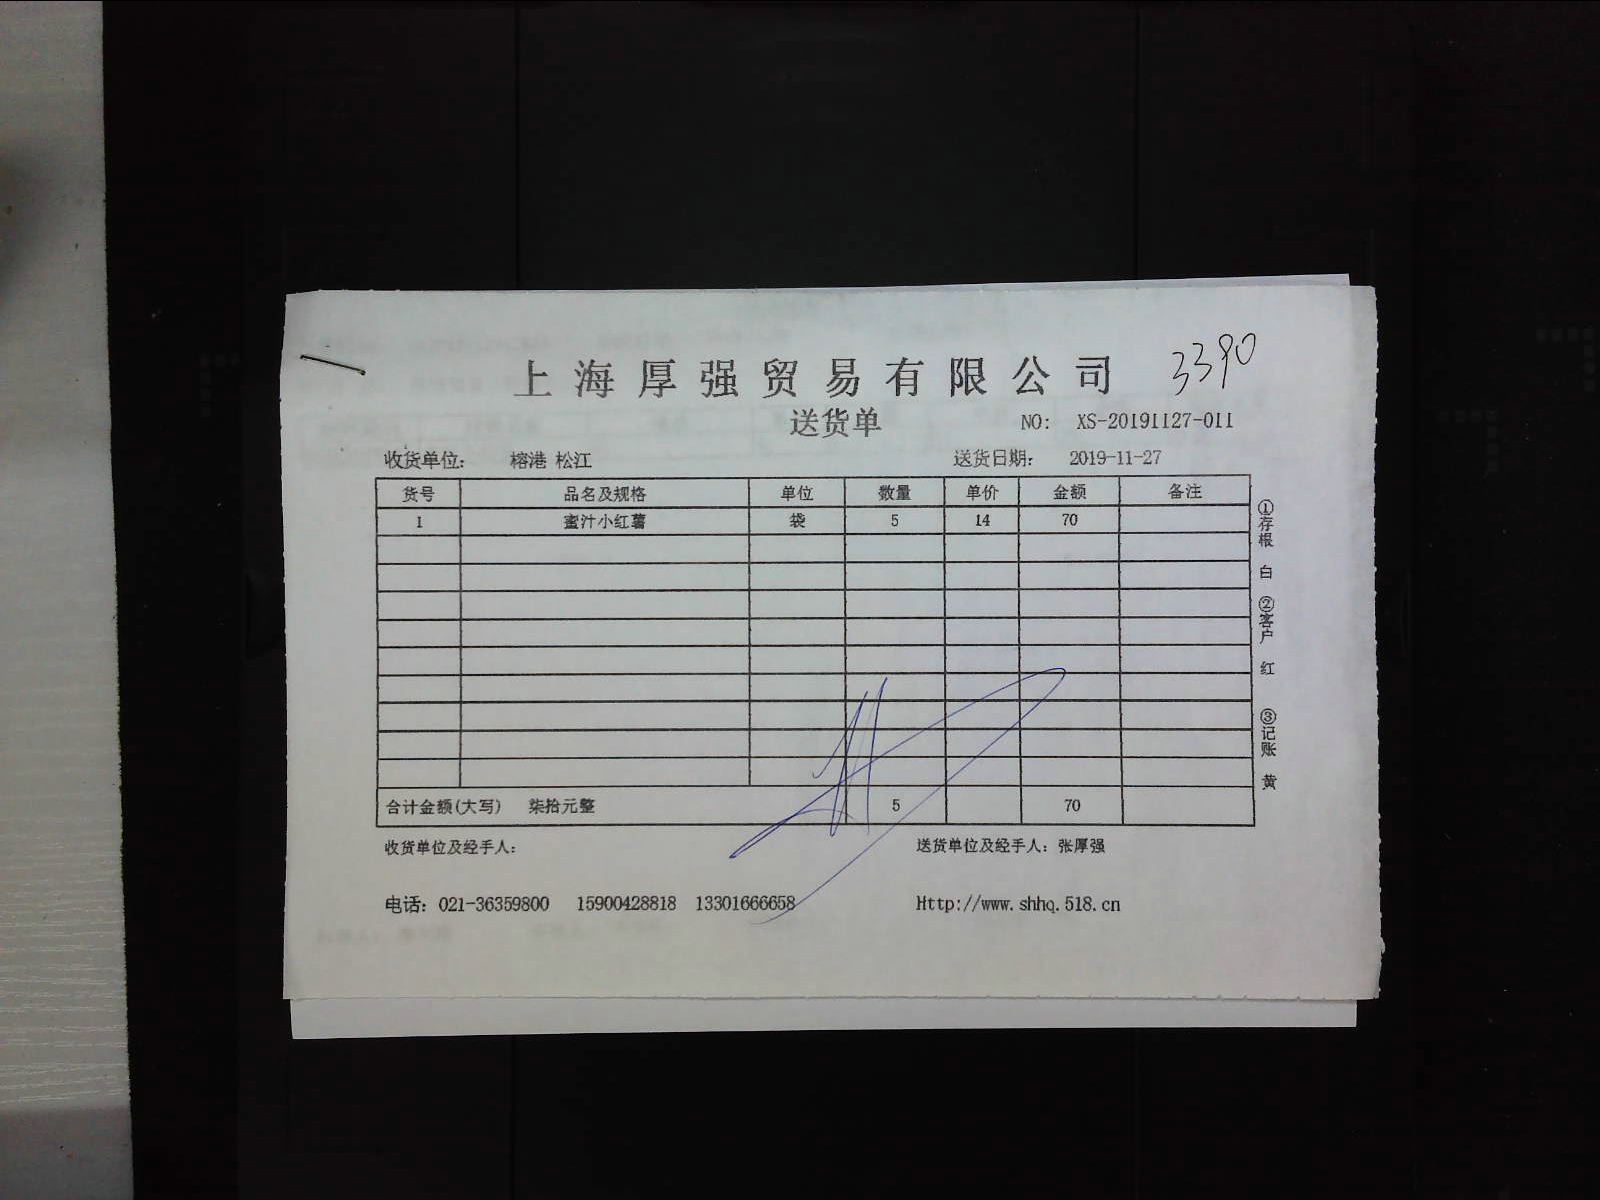 上海厚强贸易有限公司 3390
送货单 NO: XS-20191127-011
收货单位: 榕港 松江 送货日期: 2019-11-27
货号 品名及规格 单位 数量 单价 金额 备注
1 蜜汁小红薯 袋 5 14 70
合计金额(大写) 柒拾元整 5 70
收货单位及经手人: 送货单位及经手人: 张厚强
电话: 021-36359800 15900428818 13301666658 Http://www.shhq.518.cn
①存根 白 ②客户 红 ③记账 黄